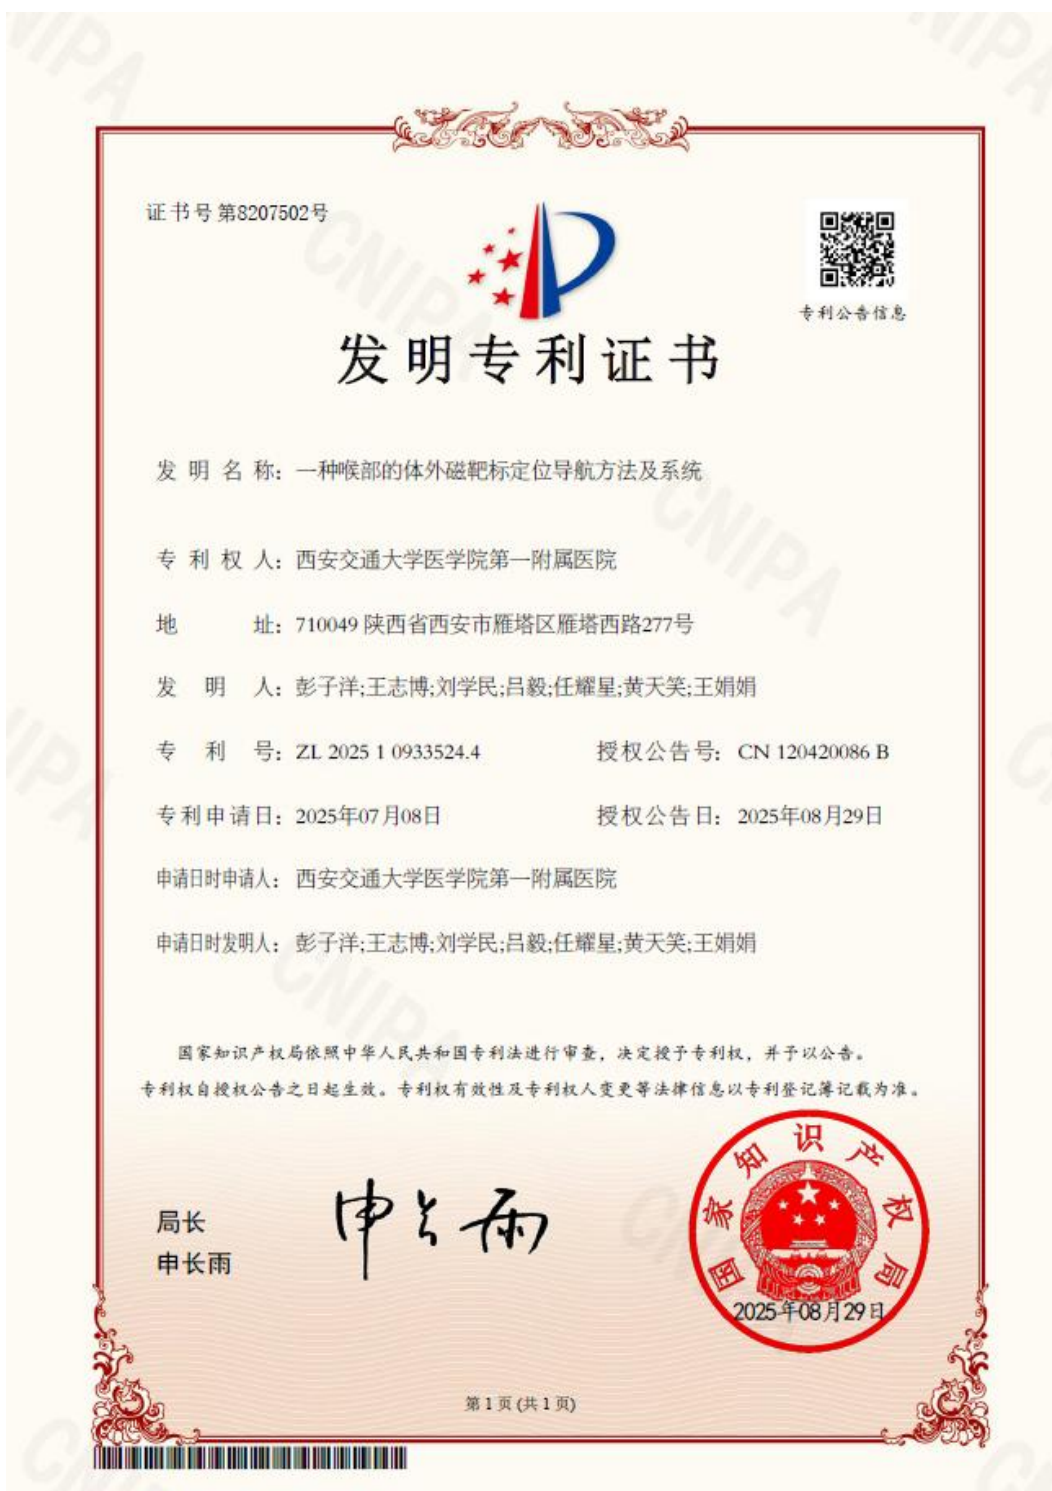 证书号第8207502号
专利公告信息
发明专利证书
发明名称：一种喉部的体外磁靶标定位导航方法及系统
专利权人：西安交通大学医学院第一附属医院
地址：710049 陕西省西安市雁塔区雁塔西路277号
发明人：彭子洋;王志博;刘学民;吕毅;任耀星;黄天笑;王娟娟
专利号：ZL 2025 1 0933524.4 授权公告号：CN 120420086 B
专利申请日：2025年07月08日 授权公告日：2025年08月29日
申请日时申请人：西安交通大学医学院第一附属医院
申请日时发明人：彭子洋;王志博;刘学民;吕毅;任耀星;黄天笑;王娟娟
国家知识产权局依照中华人民共和国专利法进行审查，决定授予专利权，并予以公告。
专利权自授权公告之日起生效。专利权有效性及专利权人变更等法律信息以专利登记簿记载为准。
局长
申长雨
申长雨
国家知识产权局
2025年08月29日
第 1 页 (共 1 页)
CNIPA